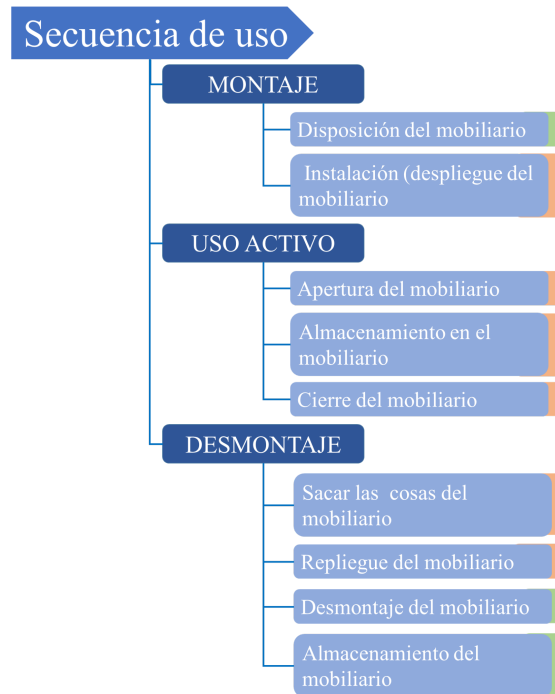 Secuencia de uso
MONTAJE
Disposición del mobiliario
Instalación (despliegue del
mobiliario
USO ACTIVO
Apertura del mobiliario
Almacenamiento en el
mobiliario
Cierre del mobiliario
DESMONTAJE
Sacar las cosas del
mobiliario
Repliegue del mobiliario
Desmontaje del mobiliario
Almacenamiento del
mobiliario